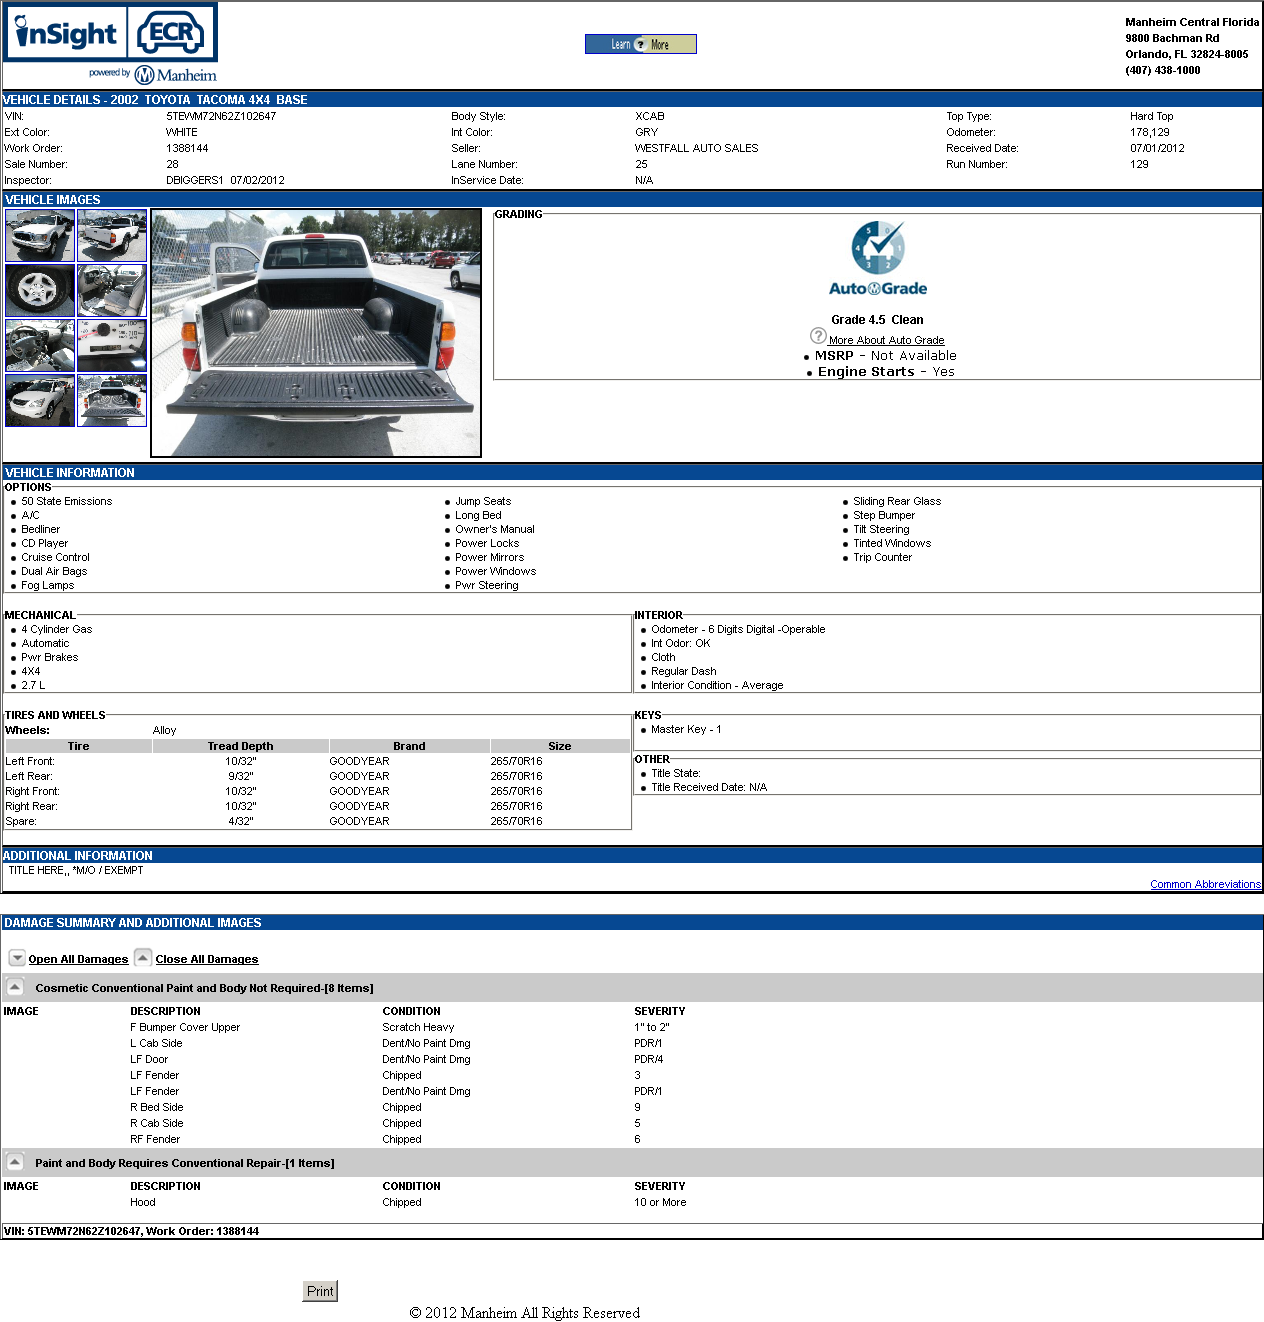 inSight ECR
powered by Manheim
Learn ? More
Manheim Central Florida
9800 Bachman Rd
Orlando, FL 32824-8005
(407) 438-1000
VEHICLE DETAILS - 2002 TOYOTA TACOMA 4X4 BASE
VIN: 5TEWM72N62Z102647 Body Style: XCAB Top Type: Hard Top
Ext Color: WHITE Int Color: GRY Odometer: 178,129
Work Order: 1388144 Seller: WESTFALL AUTO SALES Received Date: 07/01/2012
Sale Number: 28 Lane Number: 25 Run Number: 129
Inspector: DBIGGERS1 07/02/2012 InService Date: N/A
VEHICLE IMAGES
GRADING
AutoGrade
Grade 4.5 Clean
More About Auto Grade
MSRP - Not Available
Engine Starts - Yes
VEHICLE INFORMATION
OPTIONS
50 State Emissions Jump Seats Sliding Rear Glass
A/C Long Bed Step Bumper
Bedliner Owner's Manual Tilt Steering
CD Player Power Locks Tinted Windows
Cruise Control Power Mirrors Trip Counter
Dual Air Bags Power Windows
Fog Lamps Pwr Steering
MECHANICAL
4 Cylinder Gas
Automatic
Pwr Brakes
4X4
2.7 L
INTERIOR
Odometer - 6 Digits Digital -Operable
Int Odor: OK
Cloth
Regular Dash
Interior Condition - Average
TIRES AND WHEELS
Wheels: Alloy
Tire Tread Depth Brand Size
Left Front: 10/32" GOODYEAR 265/70R16
Left Rear: 9/32" GOODYEAR 265/70R16
Right Front: 10/32" GOODYEAR 265/70R16
Right Rear: 10/32" GOODYEAR 265/70R16
Spare: 4/32" GOODYEAR 265/70R16
KEYS
Master Key - 1
OTHER
Title State:
Title Received Date: N/A
ADDITIONAL INFORMATION
TITLE HERE,, *M/O / EXEMPT
Common Abbreviations
DAMAGE SUMMARY AND ADDITIONAL IMAGES
Open All Damages Close All Damages
Cosmetic Conventional Paint and Body Not Required-[8 Items]
IMAGE DESCRIPTION CONDITION SEVERITY
F Bumper Cover Upper Scratch Heavy 1" to 2"
L Cab Side Dent/No Paint Dmg PDR/1
LF Door Dent/No Paint Dmg PDR/4
LF Fender Chipped 3
LF Fender Dent/No Paint Dmg PDR/1
R Bed Side Chipped 9
R Cab Side Chipped 5
RF Fender Chipped 6
Paint and Body Requires Conventional Repair-[1 Items]
IMAGE DESCRIPTION CONDITION SEVERITY
Hood Chipped 10 or More
VIN: 5TEWM72N62Z102647, Work Order: 1388144
Print
© 2012 Manheim All Rights Reserved